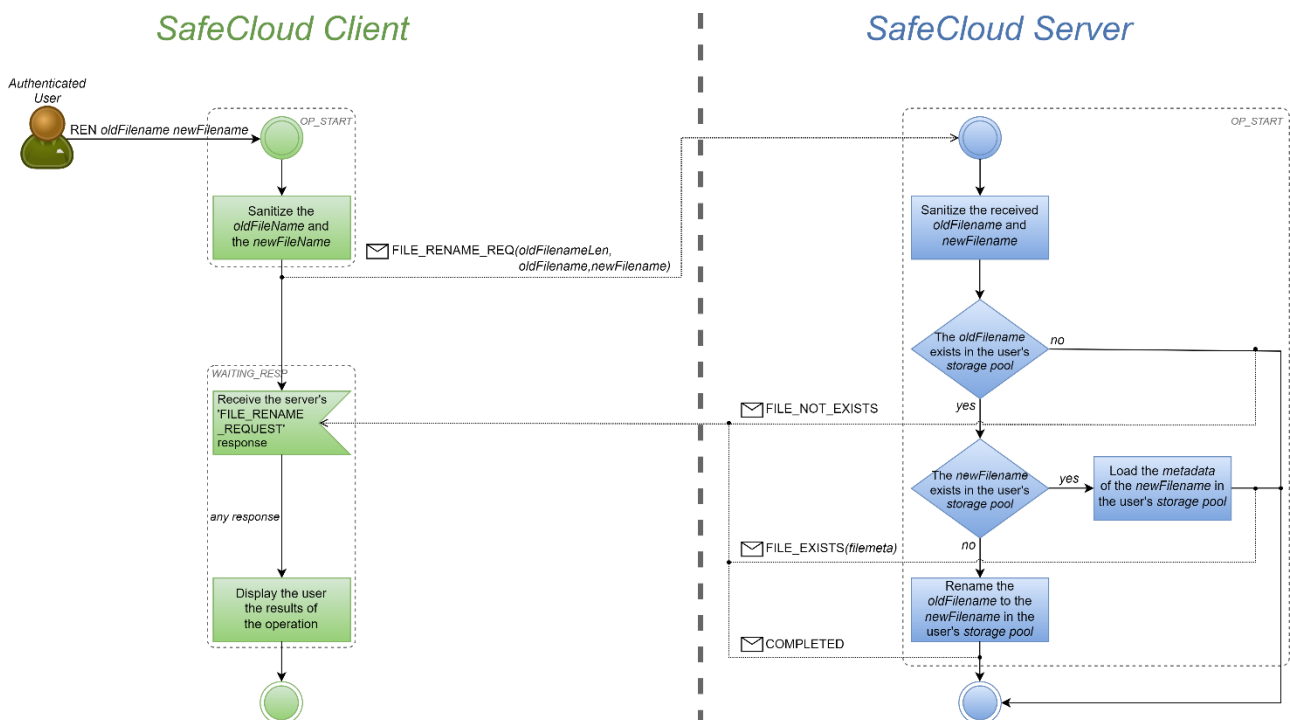 SafeCloud Client
SafeCloud Server
Authenticated
User
REN oldFilename newFilename
OP_START
OP_START
Sanitize the
oldFileName and
the newFileName
Sanitize the received
oldFilename and
newFilename
FILE_RENAME_REQ(oldFilenameLen,
oldFilename,newFilename)
The oldFilename
exists in the user's
storage pool
no
yes
WAITING_RESP
Receive the server's
'FILE_RENAME
_REQUEST'
response
FILE_NOT_EXISTS
The newFilename
exists in the user's
storage pool
yes
Load the metadata
of the newFilename in
the user's storage pool
any response
FILE_EXISTS(filemeta)
no
Display the user
the results of
the operation
Rename the
oldFilename to the
newFilename in the
user's storage pool
COMPLETED